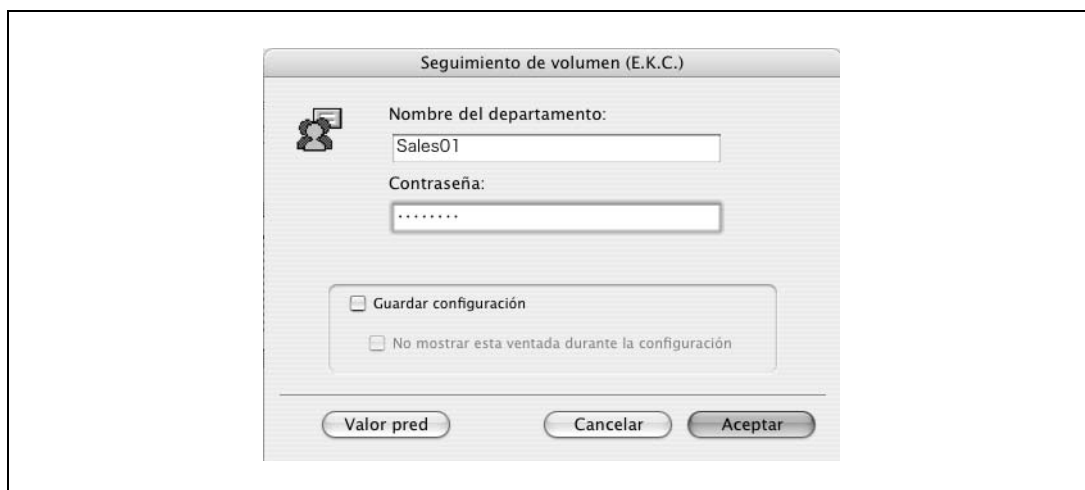 Seguimiento de volumen (E.K.C.)
Nombre del departamento:
Sales01
Contraseña:
········
Guardar configuración
No mostrar esta ventada durante la configuración
Valor pred Cancelar Aceptar